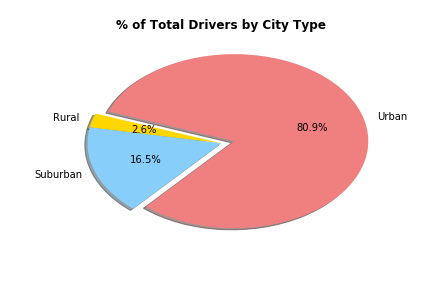 % of Total Drivers by City Type
Rural
2.6%
80.9%
Urban
16.5%
Suburban